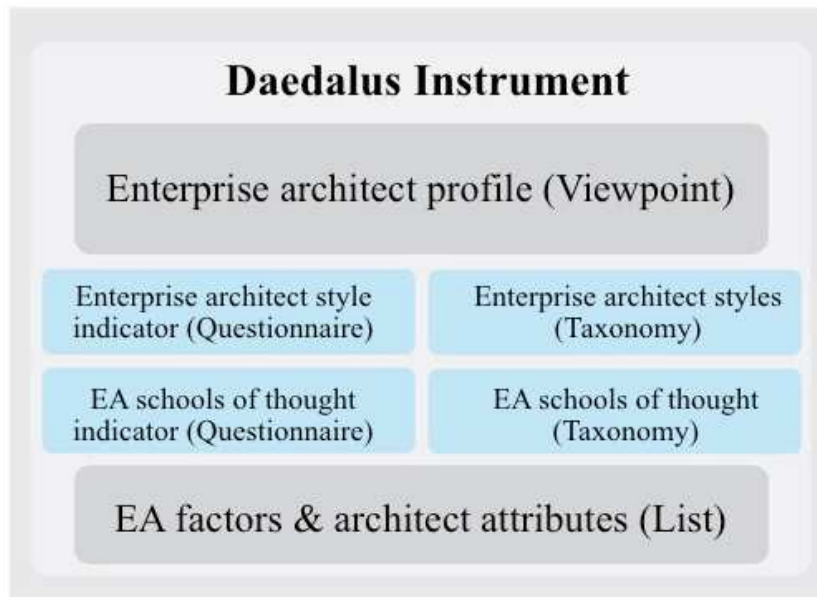 Daedalus Instrument
Enterprise architect profile (Viewpoint)
Enterprise architect style
indicator (Questionnaire)
Enterprise architect styles
(Taxonomy)
EA schools of thought
indicator (Questionnaire)
EA schools of thought
(Taxonomy)
EA factors & architect attributes (List)